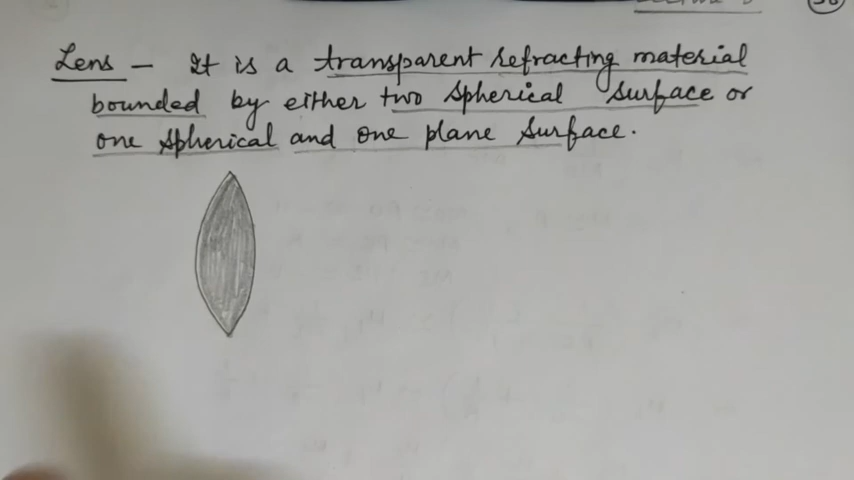 Lens - It is a transparent refracting material
bounded by either two spherical surface or
one spherical and one plane surface.